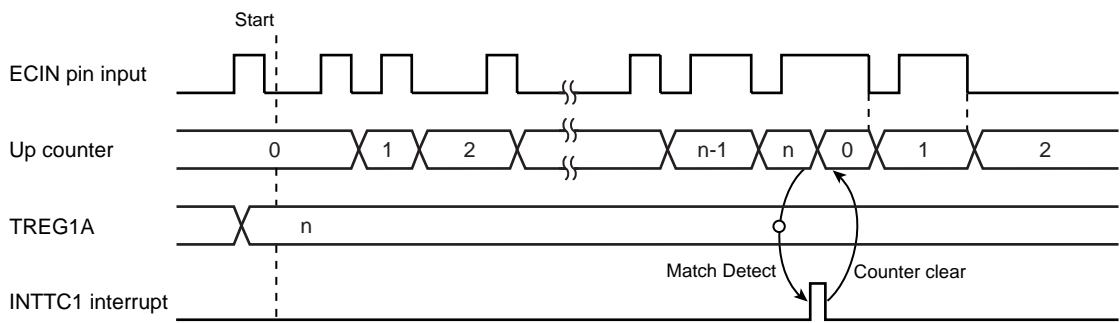 Start
ECIN pin input
Up counter 0 1 2 n-1 n 0 1 2
TREG1A n
Match Detect Counter clear
INTTC1 interrupt